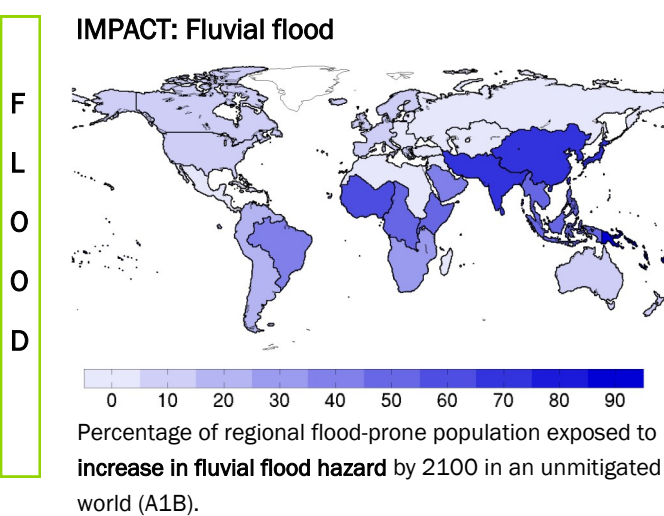 IMPACT: Fluvial flood
F
L
O
O
D
0 10 20 30 40 50 60 70 80 90
Percentage of regional flood-prone population exposed to
increase in fluvial flood hazard by 2100 in an unmitigated
world (A1B).